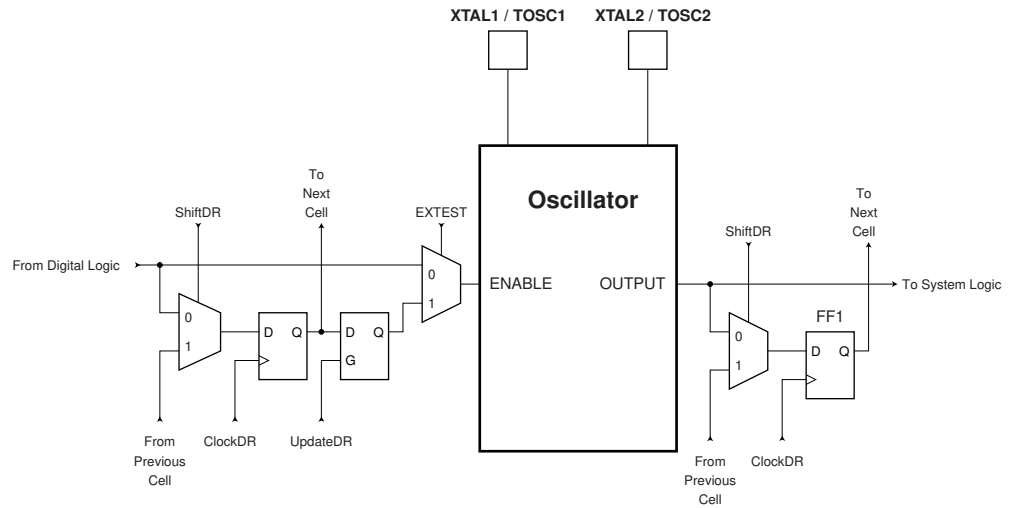 XTAL1 / TOSC1
XTAL2 / TOSC2
Oscillator
ENABLE
OUTPUT
To
Next
Cell
ShiftDR
EXTEST
From Digital Logic
0
1
0
1
D
Q
D
Q
G
From
Previous
Cell
ClockDR
UpdateDR
To
Next
Cell
ShiftDR
To System Logic
FF1
0
1
D
Q
From
Previous
Cell
ClockDR